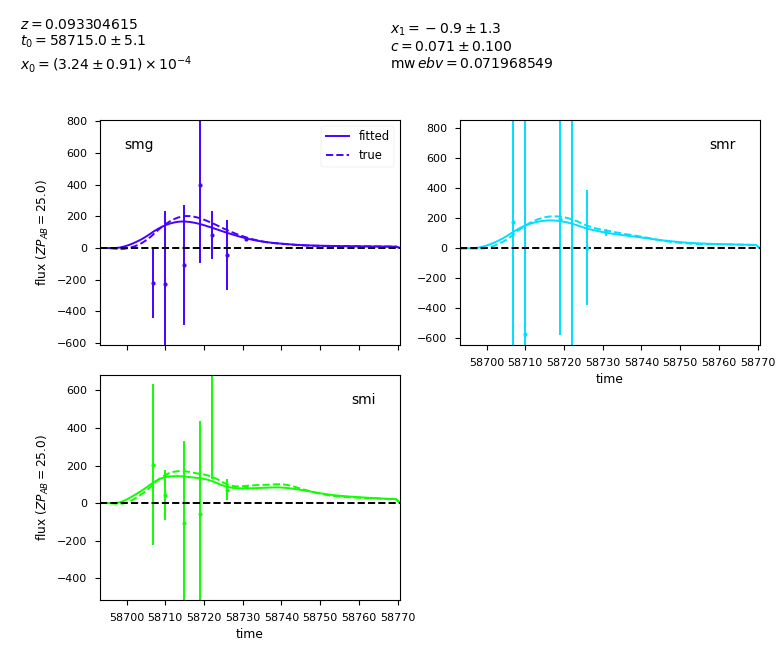 z = 0.093304615
t₀ = 58715.0 ± 5.1
x₀ = (3.24 ± 0.91) × 10⁻⁴
x₁ = −0.9 ± 1.3
c = 0.071 ± 0.100
mw ebv = 0.071968549
800
600
400
200
0
−200
−400
−600
flux (ZP_AB = 25.0)
smg
fitted
true
800
600
400
200
0
−200
−400
−600
smr
58700 58710 58720 58730 58740 58750 58760 58770
time
600
400
200
0
−200
−400
flux (ZP_AB = 25.0)
smi
58700 58710 58720 58730 58740 58750 58760 58770
time